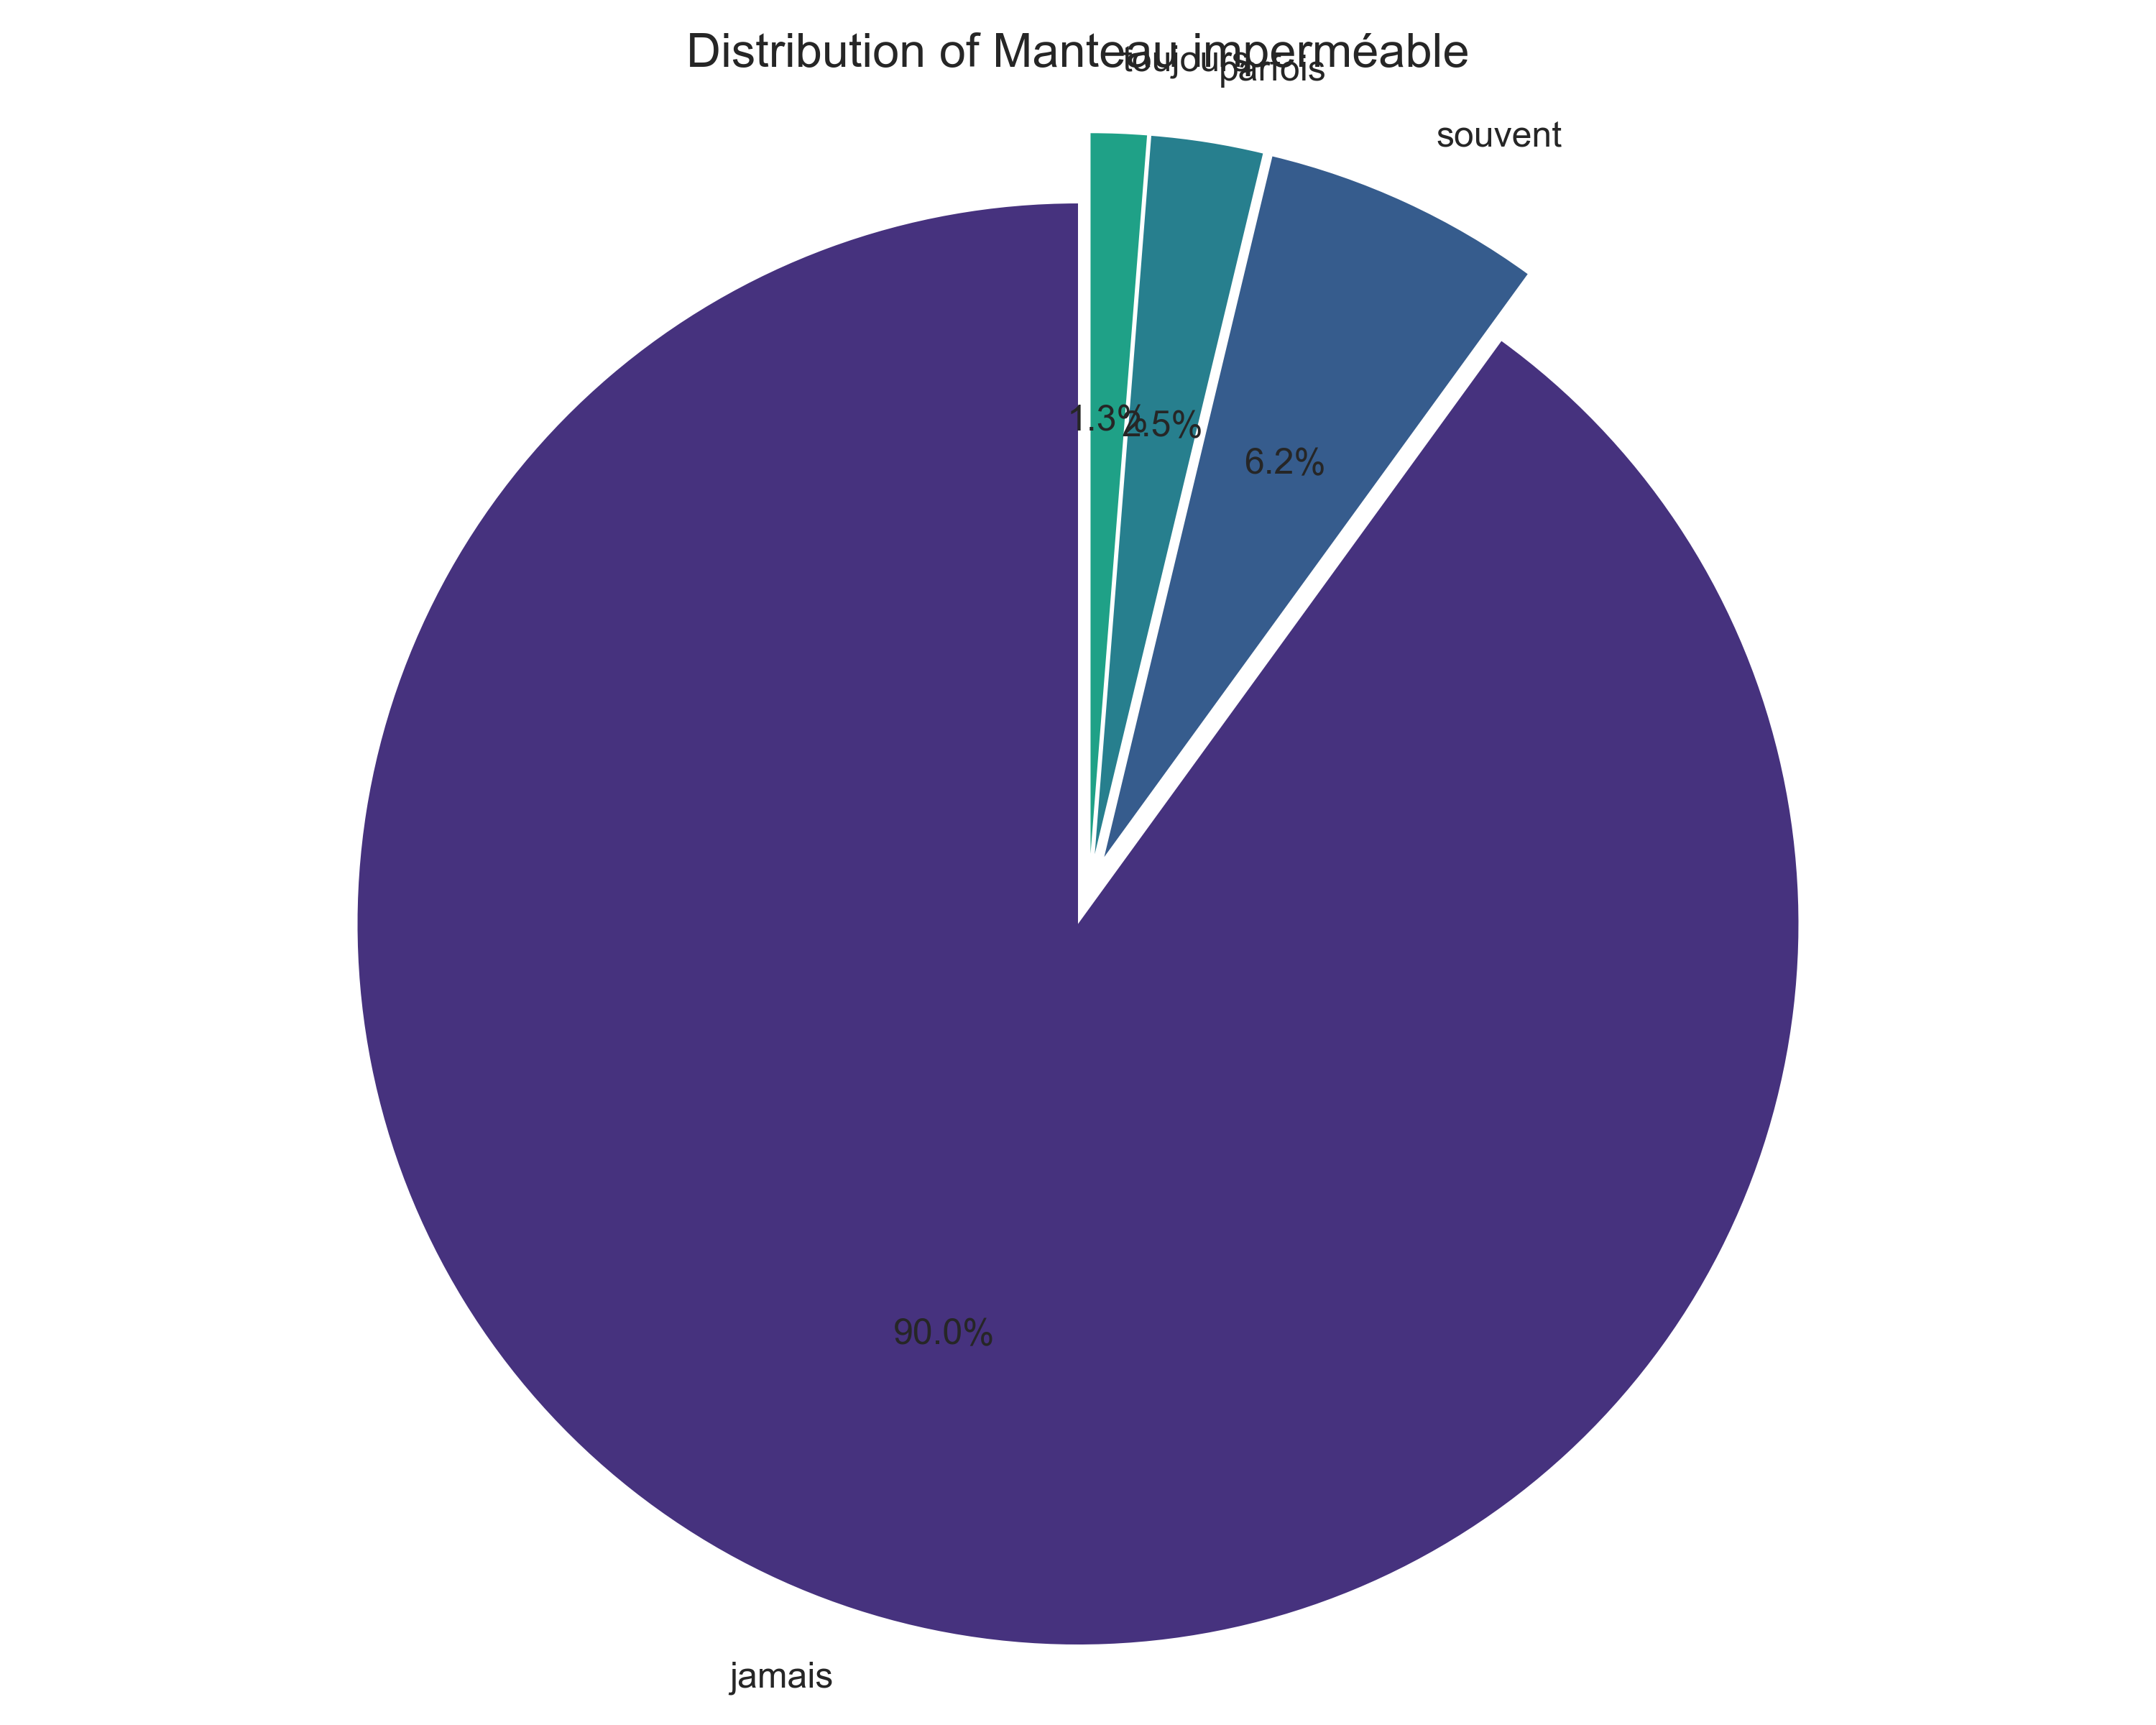 Distribution of Manteau imperméable
toujours
parfois
souvent
1.3%
2.5%
6.2%
90.0%
jamais